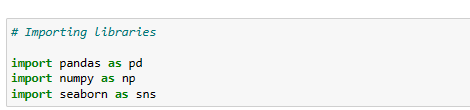 # Importing libraries
import pandas as pd
import numpy as np
import seaborn as sns